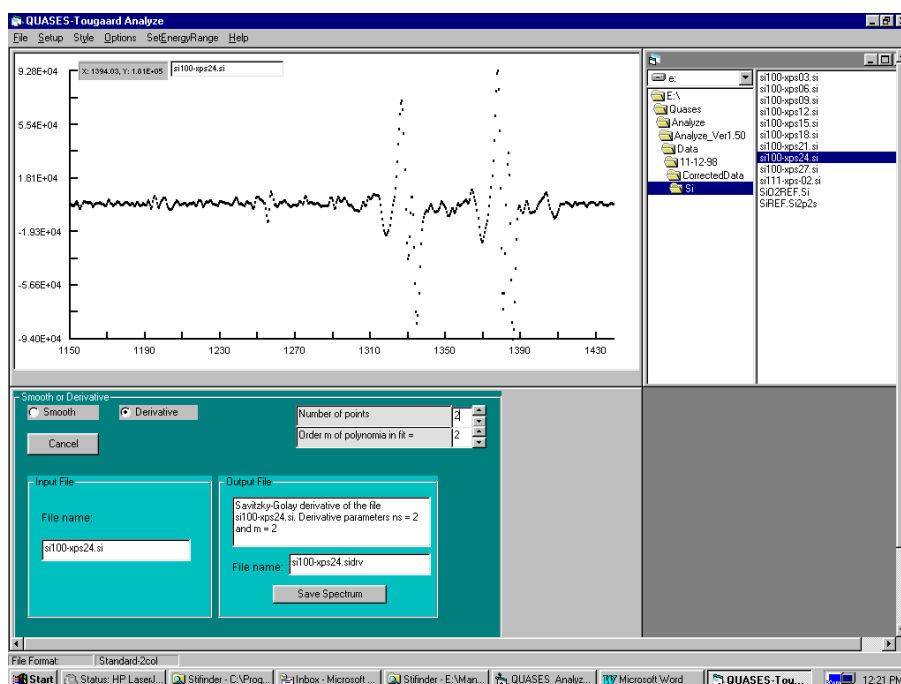 QUASES-Tougaard Analyze
File Setup Style Options SetEnergyRange Help
X: 1394.03, Y: 1.81E+05
si100-xps24.si
9.28E+04
5.54E+04
1.81E+04
-1.93E+04
-5.66E+04
-9.40E+04
1150 1190 1230 1270 1310 1350 1390 1430
e:
E:\
Quases
Analyze
Analyze_Ver1.50
Data
11-12-98
CorrectedData
Si
si100-xps03.si
si100-xps06.si
si100-xps09.si
si100-xps12.si
si100-xps15.si
si100-xps18.si
si100-xps21.si
si100-xps24.si
si100-xps27.si
si111-xps-02.si
SiO2REF.Si
SiREF.Si2p2s
Smooth or Derivative
Smooth
Derivative
Number of points 2
Order m of polynomia in fit = 2
Cancel
Input File
File name:
si100-xps24.si
Output File
Savitzky-Golay derivative of the file
si100-xps24.si. Derivative parameters ns = 2
and m = 2
File name: si100-xps24.sidrv
Save Spectrum
File Format: Standard-2col
Start Status: HP LaserJ... Stifinder - C:\Prog... Inbox - Microsoft ... Stifinder - E:\Man... QUASES_Analyz... Microsoft Word QUASES-Tou... 12:21 PM